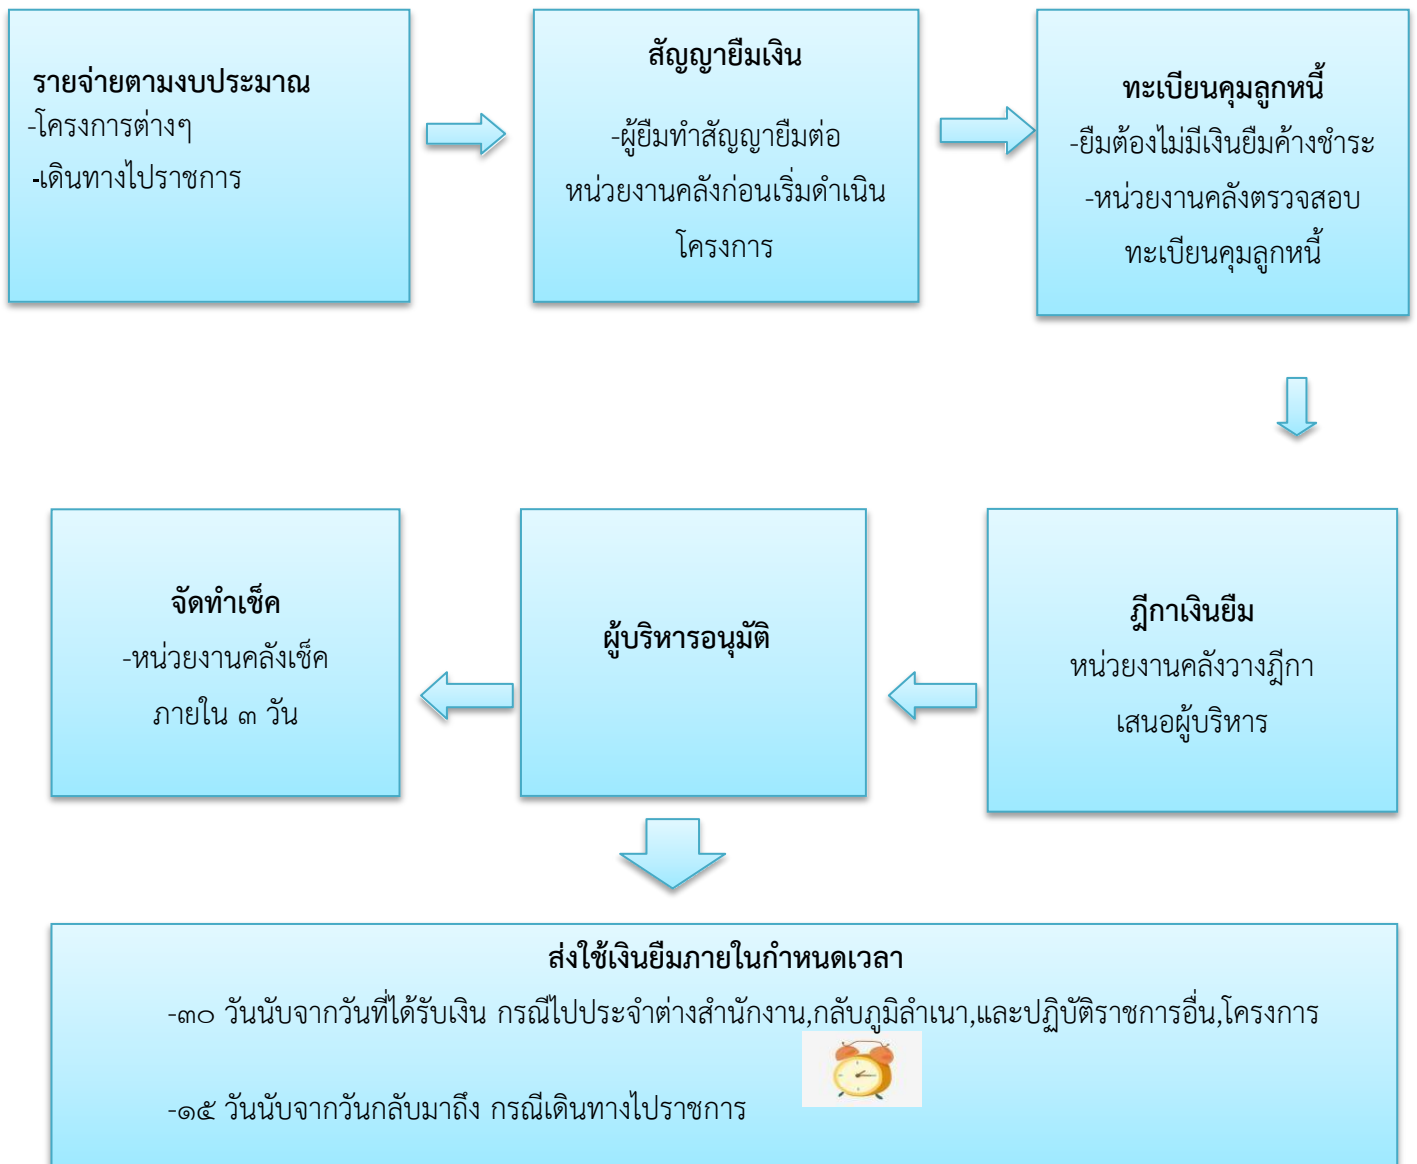 รายจ่ายตามงบประมาณ
-โครงการต่างๆ
-เดินทางไปราชการ
สัญญายืมเงิน
-ผู้ยืมทำสัญญายืมต่อ
หน่วยงานคลังก่อนเริ่มดำเนิน
โครงการ
ทะเบียนคุมลูกหนี้
-ยืมต้องไม่มีเงินยืมค้างชำระ
-หน่วยงานคลังตรวจสอบ
ทะเบียนคุมลูกหนี้
ฎีกาเงินยืม
หน่วยงานคลังวางฎีกา
เสนอผู้บริหาร
ผู้บริหารอนุมัติ
จัดทำเช็ค
-หน่วยงานคลังเช็ค
ภายใน ๓ วัน
ส่งใช้เงินยืมภายในกำหนดเวลา
-๓๐ วันนับจากวันที่ได้รับเงิน กรณีไปประจำต่างสำนักงาน,กลับภูมิลำเนา,และปฏิบัติราชการอื่น,โครงการ
-๑๕ วันนับจากวันกลับมาถึง กรณีเดินทางไปราชการ